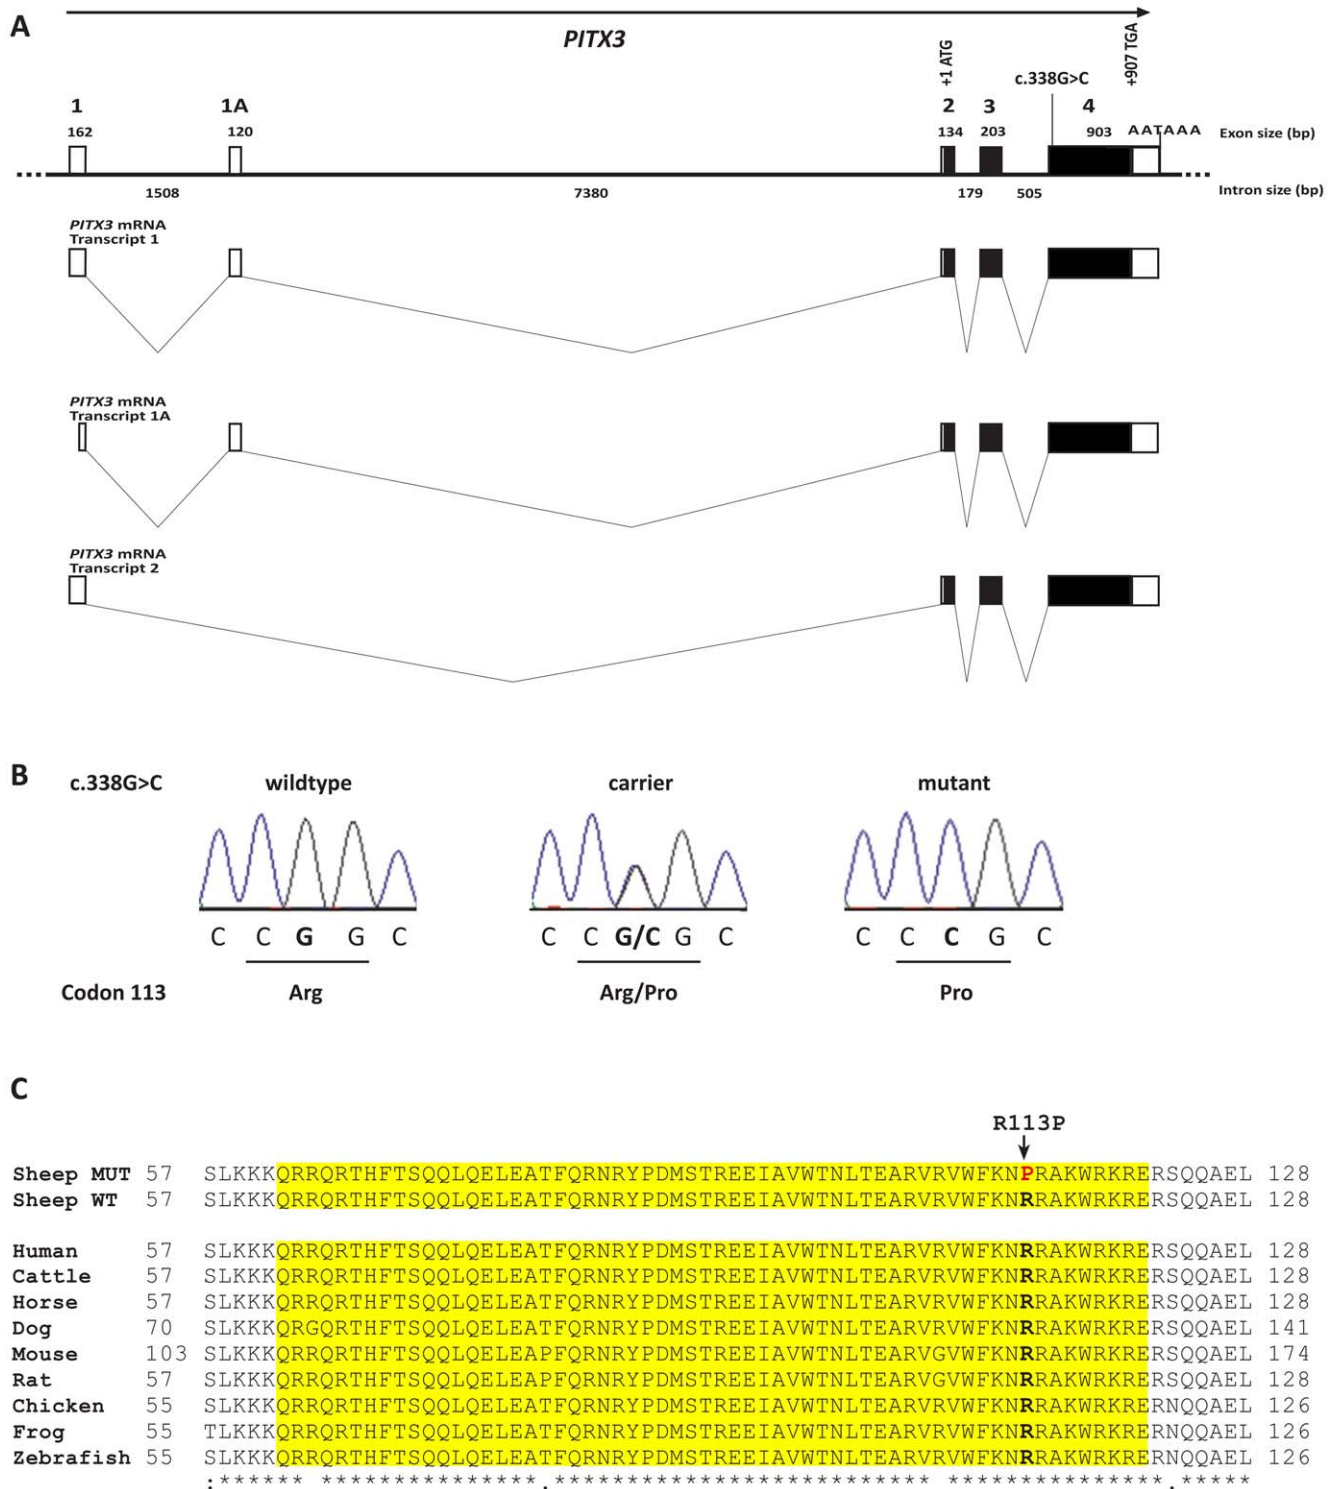 A
PITX3
+1 ATG
c.338G>C
+907 TGA
1 1A 2 3 4
162 120 134 203 903 AATAAA Exon size (bp)
1508 7380 179 505 Intron size (bp)
PITX3 mRNA
Transcript 1
PITX3 mRNA
Transcript 1A
PITX3 mRNA
Transcript 2
B
c.338G>C wildtype carrier mutant
C C G G C C C G/C G C C C C G C
Codon 113 Arg Arg/Pro Pro
C
R113P
Sheep MUT 57 SLKKKQRRQRTHFTSQQLQELEATFQRNRYPDMSTREEIAVWTNLTEARVRVWFKNPRAKWRKRERSQQAEL 128
Sheep WT 57 SLKKKQRRQRTHFTSQQLQELEATFQRNRYPDMSTREEIAVWTNLTEARVRVWFKNRRAKWRKRERSQQAEL 128
Human 57 SLKKKQRRQRTHFTSQQLQELEATFQRNRYPDMSTREEIAVWTNLTEARVRVWFKNRRAKWRKRERSQQAEL 128
Cattle 57 SLKKKQRRQRTHFTSQQLQELEATFQRNRYPDMSTREEIAVWTNLTEARVRVWFKNRRAKWRKRERSQQAEL 128
Horse 57 SLKKKQRRQRTHFTSQQLQELEATFQRNRYPDMSTREEIAVWTNLTEARVRVWFKNRRAKWRKRERSQQAEL 128
Dog 70 SLKKKQRGQRTHFTSQQLQELEATFQRNRYPDMSTREEIAVWTNLTEARVRVWFKNRRAKWRKRERSQQAEL 141
Mouse 103 SLKKKQRRQRTHFTSQQLQELEAPFQRNRYPDMSTREEIAVWTNLTEARVGVWFKNRRAKWRKRERSQQAEL 174
Rat 57 SLKKKQRRQRTHFTSQQLQELEATFQRNRYPDMSTREEIAVWTNLTEARVGVWFKNRRAKWRKRERSQQAEL 128
Chicken 55 SLKKKQRRQRTHFTSQQLQELEATFQRNRYPDMSTREEIAVWTNLTEARVRVWFKNRRAKWRKRERNQQAEL 126
Frog 55 TLKKKQRRQRTHFTSQQLQELEATFQRNRYPDMSTREEIAVWTNLTEARVRVWFKNRRAKWRKRERNQQAEL 126
Zebrafish 55 SLKKKQRRQRTHFTSQQLQELEATFQRNRYPDMSTREEIAVWTNLTEARVRVWFKNRRAKWRKRERNQQAEL 126
:****** ***************.************************** ***************.*****